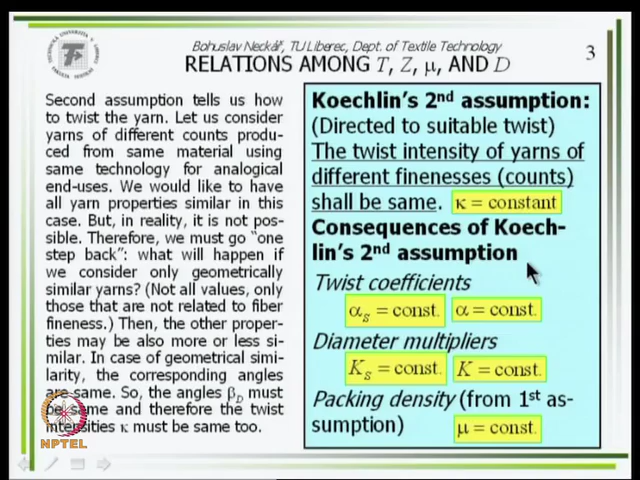 Bohuslav Neckář, TU Liberec, Dept. of Textile Technology
RELATIONS AMONG T, Z, μ, AND D
3
Second assumption tells us how
to twist the yarn. Let us consider
yarns of different counts produ-
ced from same material using
same technology for analogical
end-uses. We would like to have
all yarn properties similar in this
case. But, in reality, it is not pos-
sible. Therefore, we must go "one
step back": what will happen if
we consider only geometrically
similar yarns? (Not all values, only
those that are not related to fiber
fineness.) Then, the other proper-
ties may be also more or less si-
milar. In case of geometrical simi-
larity, the corresponding angles
are same. So, the angles β_D must
be same and therefore the twist
intensities κ must be same too.
Koechlin's 2nd assumption:
(Directed to suitable twist)
The twist intensity of yarns of
different finenesses (counts)
shall be same. κ = constant
Consequences of Koech-
lin's 2nd assumption
Twist coefficients
α_s = const. α = const.
Diameter multipliers
K_s = const. K = const.
Packing density (from 1st as-
sumption) μ = const.
NPTEL